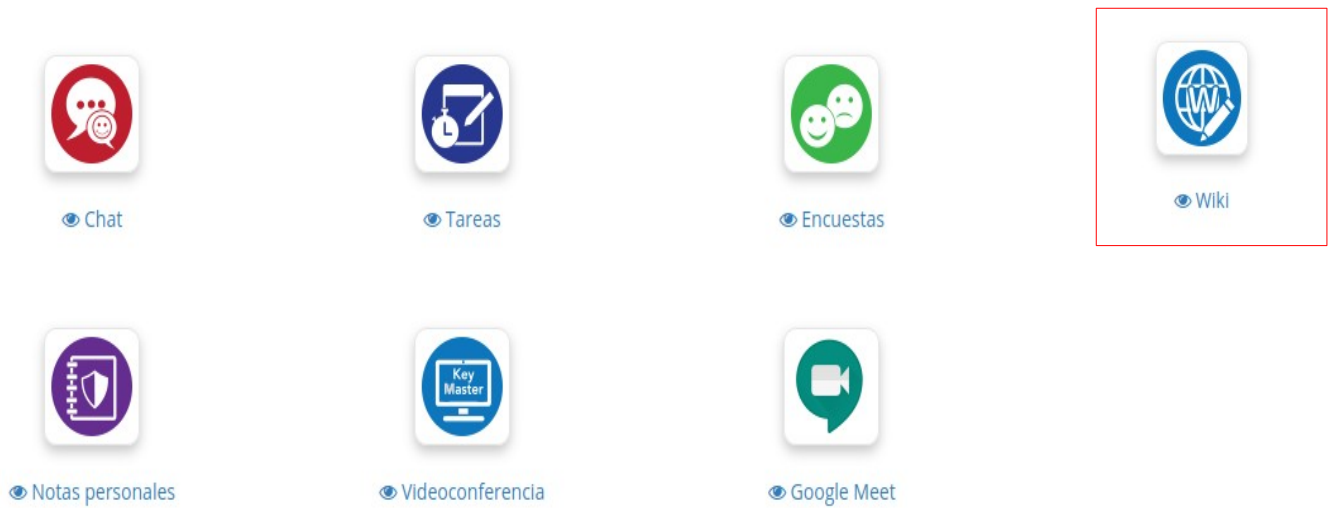 W
Chat
Tareas
Encuestas
Wiki
Key
Master
Notas personales
Videoconferencia
Google Meet